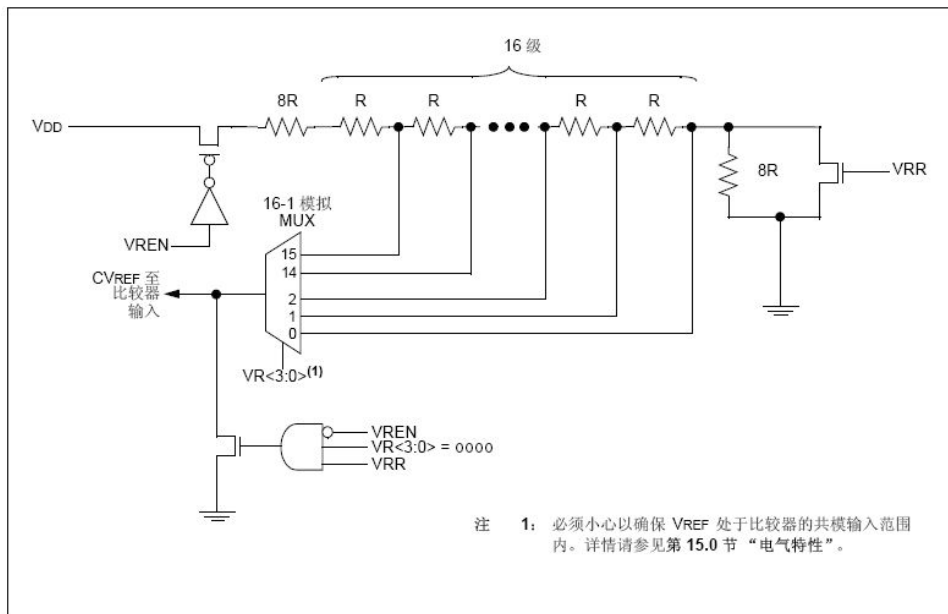 16 级
8R
R
R
R
R
VDD
8R
VRR
16-1 模拟
MUX
VREN
15
14
CVREF 至
比较器
输入
2
1
0
VR<3:0>(1)
VREN
VR<3:0> = 0000
VRR
注 1: 必须小心以确保 VREF 处于比较器的共模输入范围
内。详情请参见第 15.0 节 “电气特性”。